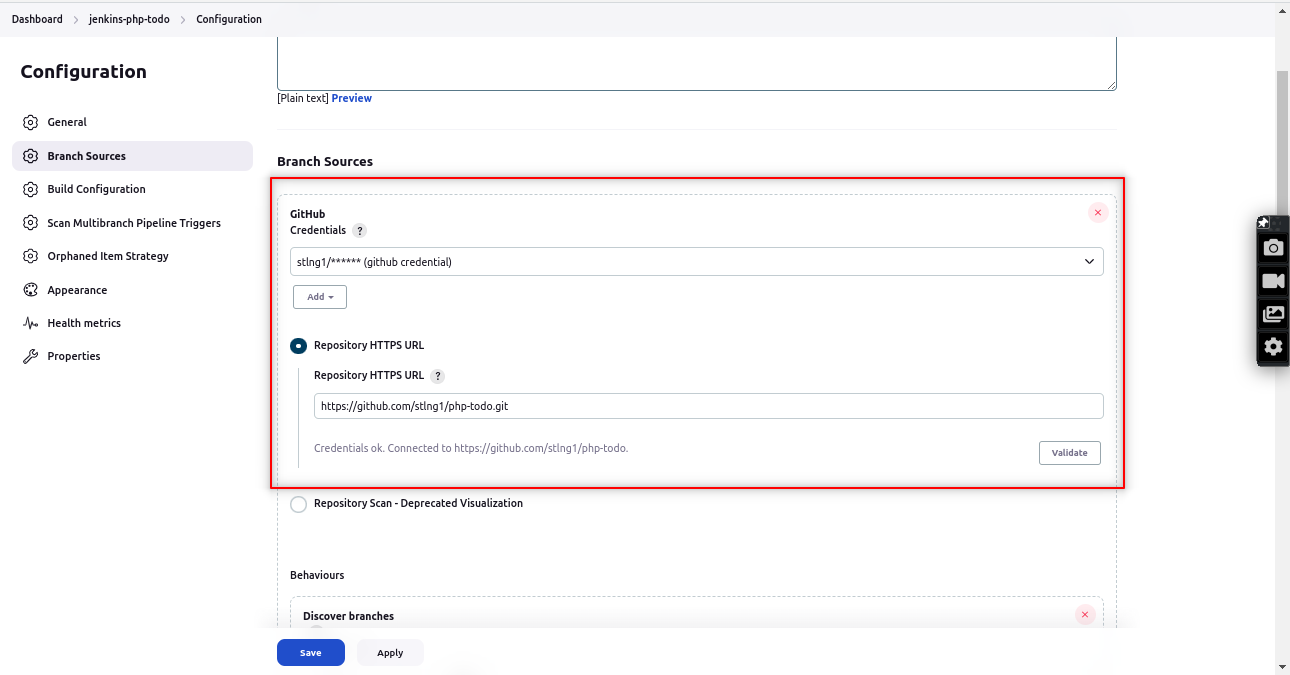 Dashboard > jenkins-php-todo > Configuration
Configuration
General
Branch Sources
Build Configuration
Scan Multibranch Pipeline Triggers
Orphaned Item Strategy
Appearance
Health metrics
Properties
[Plain text] Preview
Branch Sources
GitHub
Credentials ?
stlng1/****** (github credential)
Add
Repository HTTPS URL
Repository HTTPS URL ?
https://github.com/stlng1/php-todo.git
Credentials ok. Connected to https://github.com/stlng1/php-todo.
Validate
Repository Scan - Deprecated Visualization
Behaviours
Discover branches
Save Apply